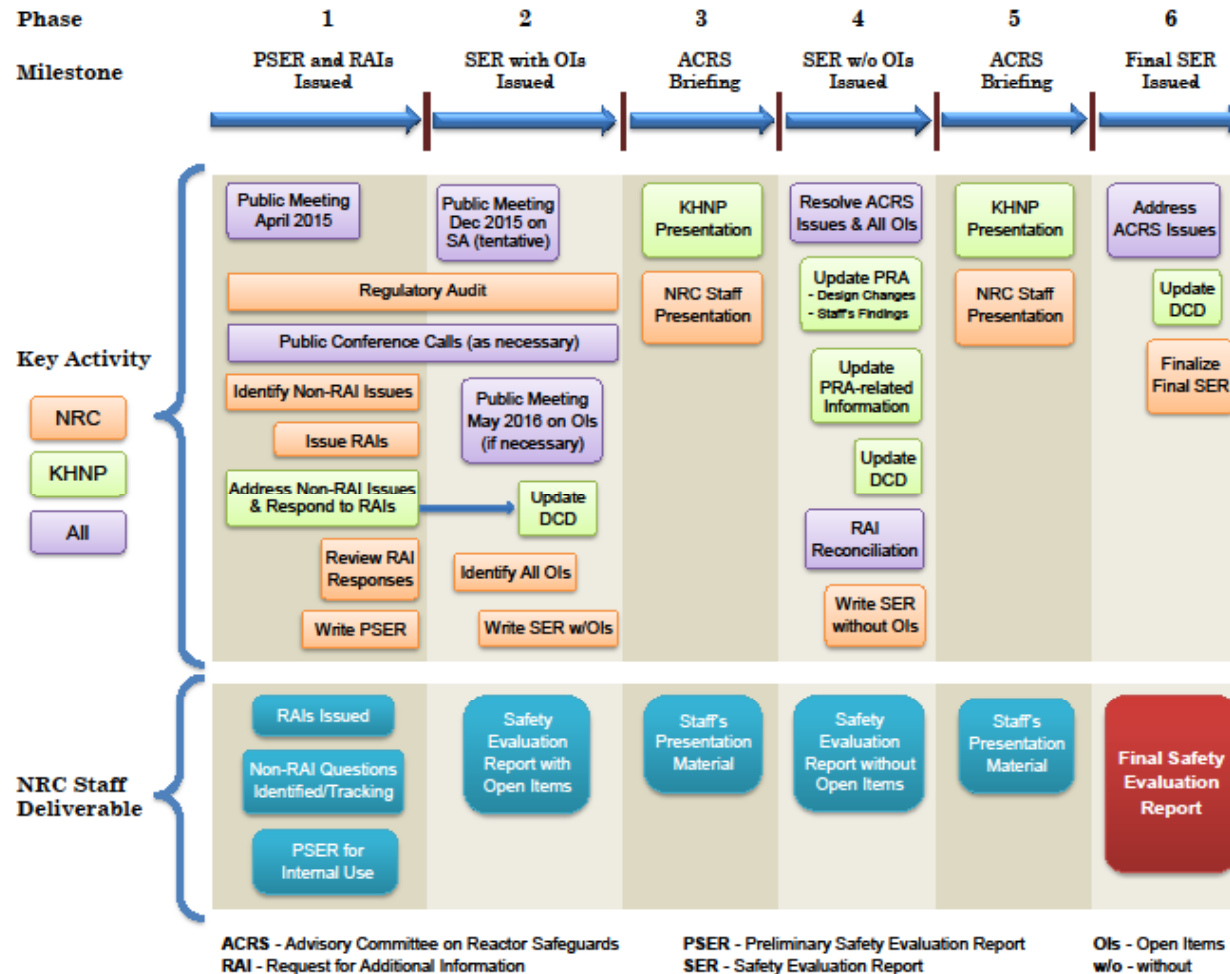 Phase
1
2
3
4
5
6
Milestone
PSER and RAIs
Issued
SER with OIs
Issued
ACRS
Briefing
SER w/o OIs
Issued
ACRS
Briefing
Final SER
Issued
Key Activity
NRC
KHNP
All
Public Meeting
April 2015
Public Meeting
Dec 2015 on
SA (tentative)
Regulatory Audit
Public Conference Calls (as necessary)
Identify Non-RAI Issues
Issue RAIs
Address Non-RAI Issues
& Respond to RAIs
Review RAI
Responses
Write PSER
Public Meeting
May 2016 on OIs
(if necessary)
Update
DCD
Identify All OIs
Write SER w/OIs
KHNP
Presentation
NRC Staff
Presentation
Resolve ACRS
Issues & All OIs
Update PRA
- Design Changes
- Staff's Findings
Update
PRA-related
Information
Update
DCD
RAI
Reconciliation
Write SER
without OIs
KHNP
Presentation
NRC Staff
Presentation
Address
ACRS Issues
Update
DCD
Finalize
Final SER
NRC Staff
Deliverable
RAIs Issued
Non-RAI Questions
Identified/Tracking
PSER for
Internal Use
Safety
Evaluation
Report with
Open Items
Staff's
Presentation
Material
Safety
Evaluation
Report without
Open Items
Staff's
Presentation
Material
Final Safety
Evaluation
Report
ACRS - Advisory Committee on Reactor Safeguards
RAI - Request for Additional Information
PSER - Preliminary Safety Evaluation Report
SER - Safety Evaluation Report
OIs - Open Items
w/o - without